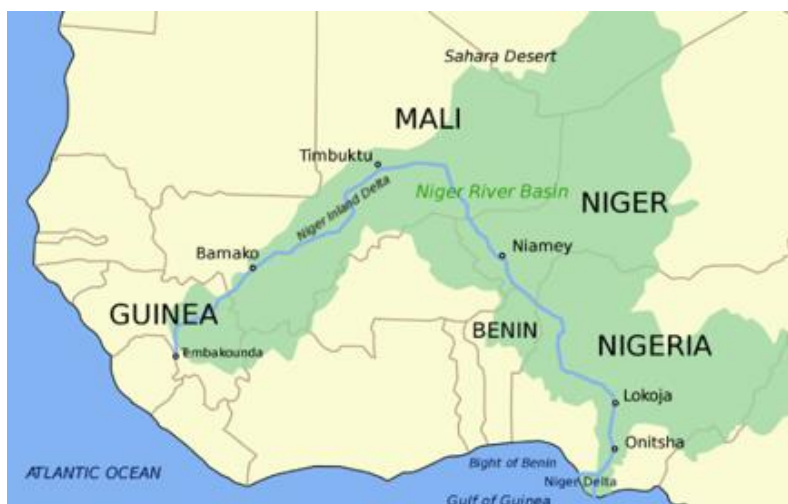 Sahara Desert
MALI
Timbuktu
Niger Inland Delta
Niger River Basin
NIGER
Bamako
Niamey
GUINEA
BENIN
NIGERIA
Tembakounda
Lokoja
Onitsha
Bight of Benin
ATLANTIC OCEAN
Niger Delta
Gulf of Guinea